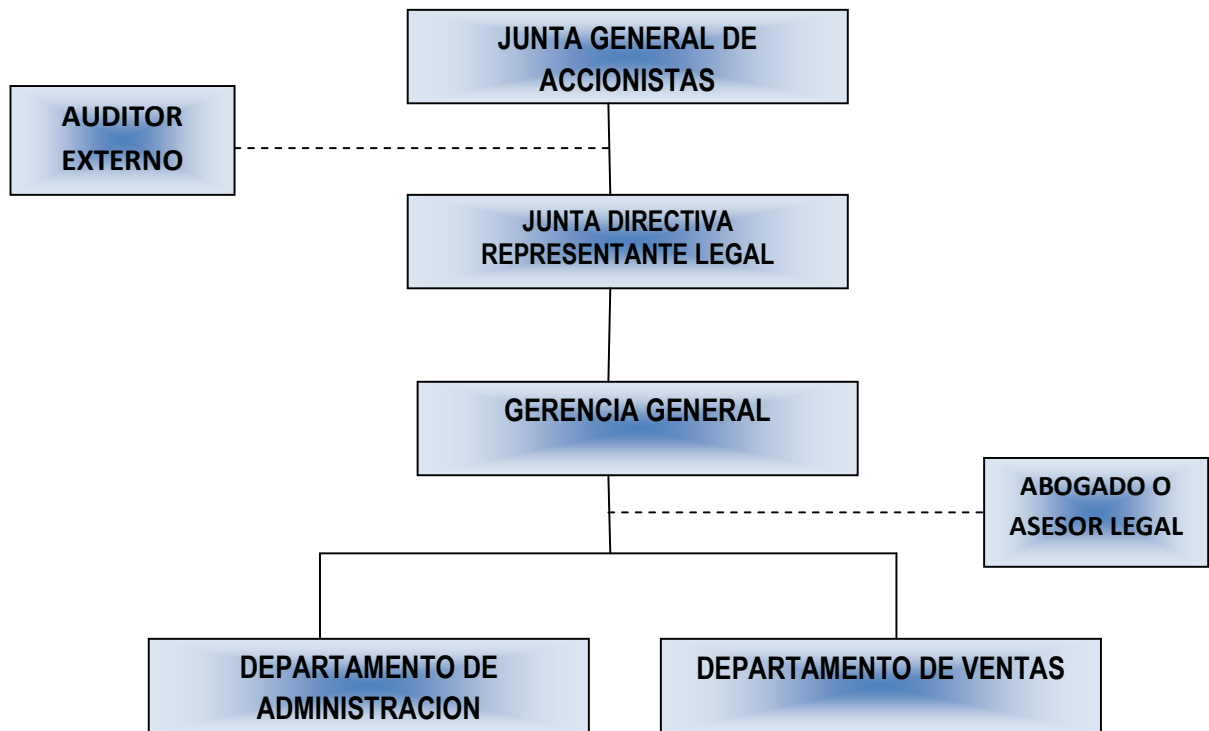 JUNTA GENERAL DE
ACCIONISTAS
AUDITOR
EXTERNO
JUNTA DIRECTIVA
REPRESENTANTE LEGAL
GERENCIA GENERAL
ABOGADO O
ASESOR LEGAL
DEPARTAMENTO DE
ADMINISTRACION
DEPARTAMENTO DE VENTAS